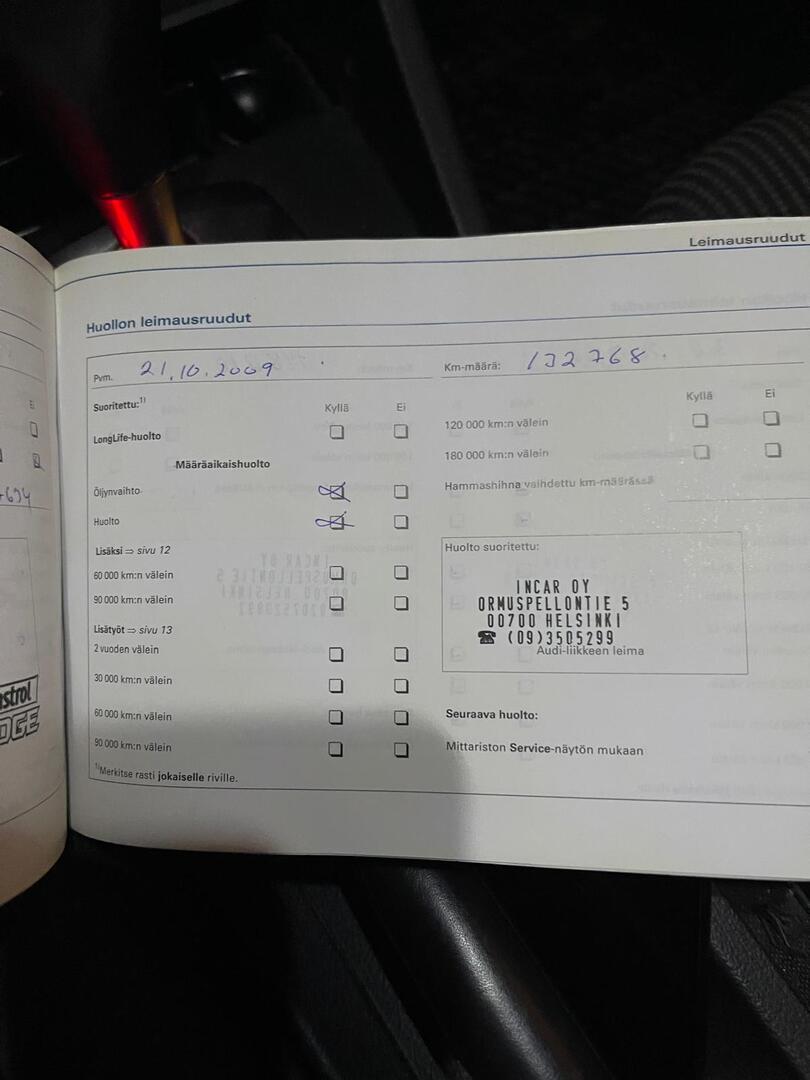 Leimausruudut
Huollon leimausruudut
Pvm. 21.10.2009
Km-määrä: 132768
Suoritettu:1)
Kyllä Ei
LongLife-huolto
Määräaikaishuolto
Öljynvaihto
Huolto
Lisäksi ⇒ sivu 12
60 000 km:n välein
90 000 km:n välein
Lisätyöt ⇒ sivu 13
2 vuoden välein
30 000 km:n välein
60 000 km:n välein
90 000 km:n välein
1)Merkitse rasti jokaiselle riville.
Kyllä Ei
120 000 km:n välein
180 000 km:n välein
Hammashihna vaihdettu km-määrässä
Huolto suoritettu:
INCAR OY
ORMUSPELLONTIE 5
00700 HELSINKI
☎ (09)3505299
Audi-liikkeen leima
Seuraava huolto:
Mittariston Service-näytön mukaan